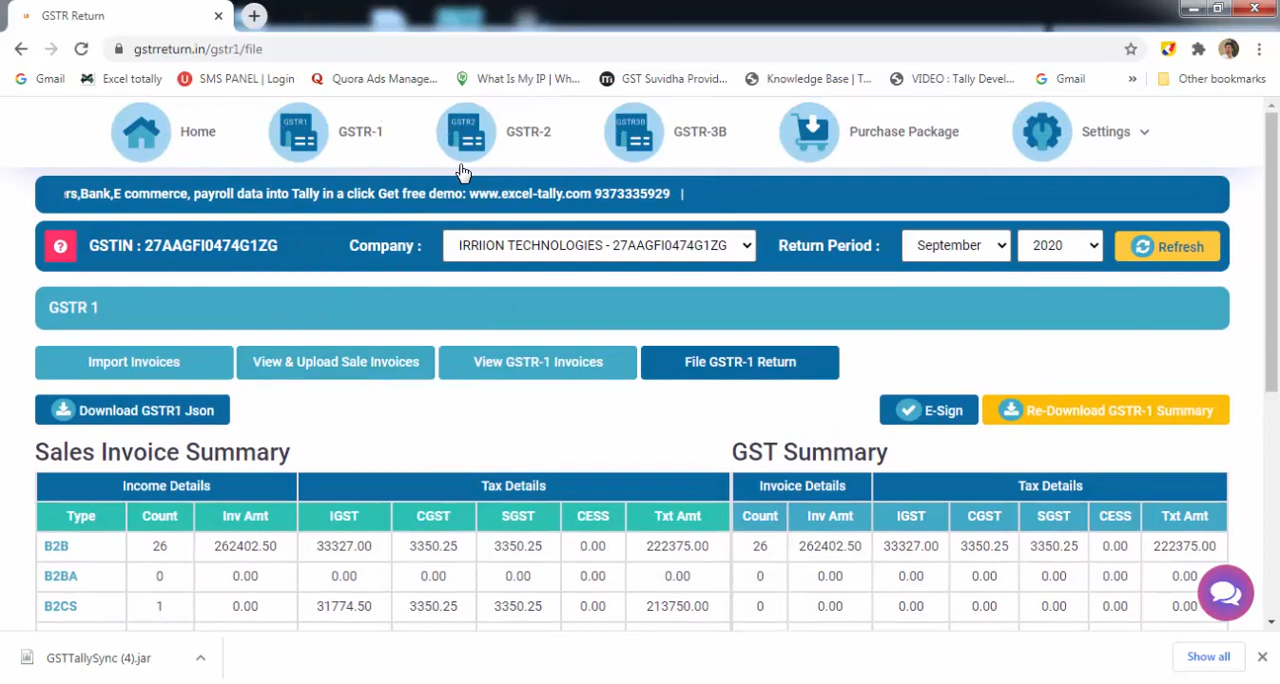 GSTR Return
gstrreturn.in/gstr1/file
Gmail
Excel totally
SMS PANEL | Login
Quora Ads Manage...
What Is My IP | Wh...
GST Suvidha Provid...
Knowledge Base | T...
VIDEO : Tally Devel...
Gmail
»
Other bookmarks
Home
GSTR1
GSTR-1
GSTR2
GSTR-2
GSTR3B
GSTR-3B
Purchase Package
Settings
rs,Bank,E commerce, payroll data into Tally in a click Get free demo: www.excel-tally.com 9373335929 |
? GSTIN : 27AAGFI0474G1ZG Company : IRRIION TECHNOLOGIES - 27AAGFI0474G1ZG Return Period : September 2020 Refresh
GSTR 1
Import Invoices View & Upload Sale Invoices View GSTR-1 Invoices File GSTR-1 Return
Download GSTR1 Json E-Sign Re-Download GSTR-1 Summary
Sales Invoice Summary GST Summary
Income Details Tax Details Invoice Details Tax Details
Type Count Inv Amt IGST CGST SGST CESS Txt Amt Count Inv Amt IGST CGST SGST CESS Txt Amt
B2B 26 262402.50 33327.00 3350.25 3350.25 0.00 222375.00 26 262402.50 33327.00 3350.25 3350.25 0.00 222375.00
B2BA 0 0.00 0.00 0.00 0.00 0.00 0.00 0 0.00 0.00 0.00 0.00 0.00 0.00
B2CS 1 0.00 31774.50 3350.25 3350.25 0.00 213750.00 0 0.00 0.00 0.00 0.00 0.00 0.00
GSTTallySync (4).jar Show all